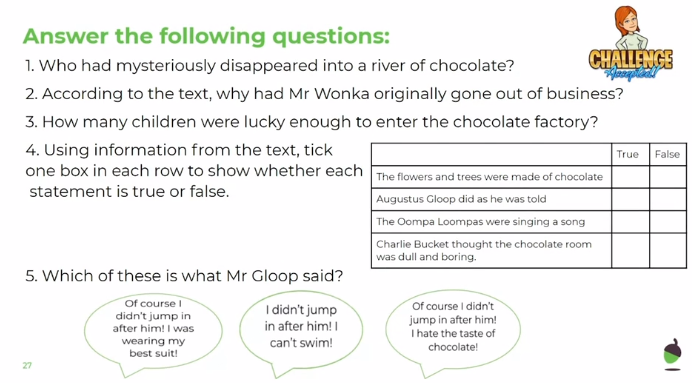 Answer the following questions:
CHALLENGE
Accepted!
1. Who had mysteriously disappeared into a river of chocolate?
2. According to the text, why had Mr Wonka originally gone out of business?
3. How many children were lucky enough to enter the chocolate factory?
4. Using information from the text, tick
one box in each row to show whether each
statement is true or false.
True False
The flowers and trees were made of chocolate
Augustus Gloop did as he was told
The Oompa Loompas were singing a song
Charlie Bucket thought the chocolate room
was dull and boring.
5. Which of these is what Mr Gloop said?
Of course I
didn't jump in
after him! I was
wearing my
best suit!
I didn't jump
in after him! I
can't swim!
Of course I didn't
jump in after him!
I hate the taste of
chocolate!
27